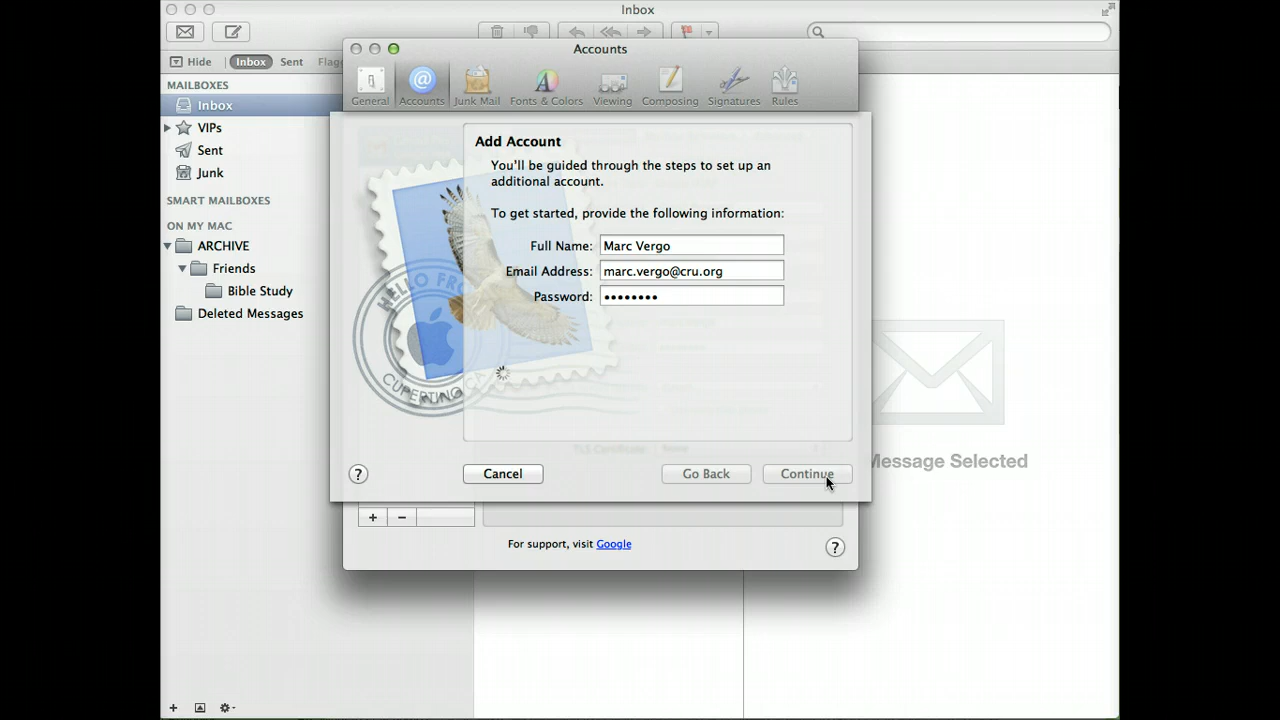 Inbox
Hide
Inbox
Sent
MAILBOXES
Inbox
VIPs
Sent
Junk
SMART MAILBOXES
ON MY MAC
ARCHIVE
Friends
Bible Study
Deleted Messages
Accounts
General
Accounts
Junk Mail
Fonts & Colors
Viewing
Composing
Signatures
Rules
Add Account
You'll be guided through the steps to set up an
additional account.
To get started, provide the following information:
Full Name: Marc Vergo
Email Address: marc.vergo@cru.org
Password: ••••••••
HELLO FRO
CUPERTINO
?
Cancel
Go Back
Continue
+ −
For support, visit Google
?
Message Selected